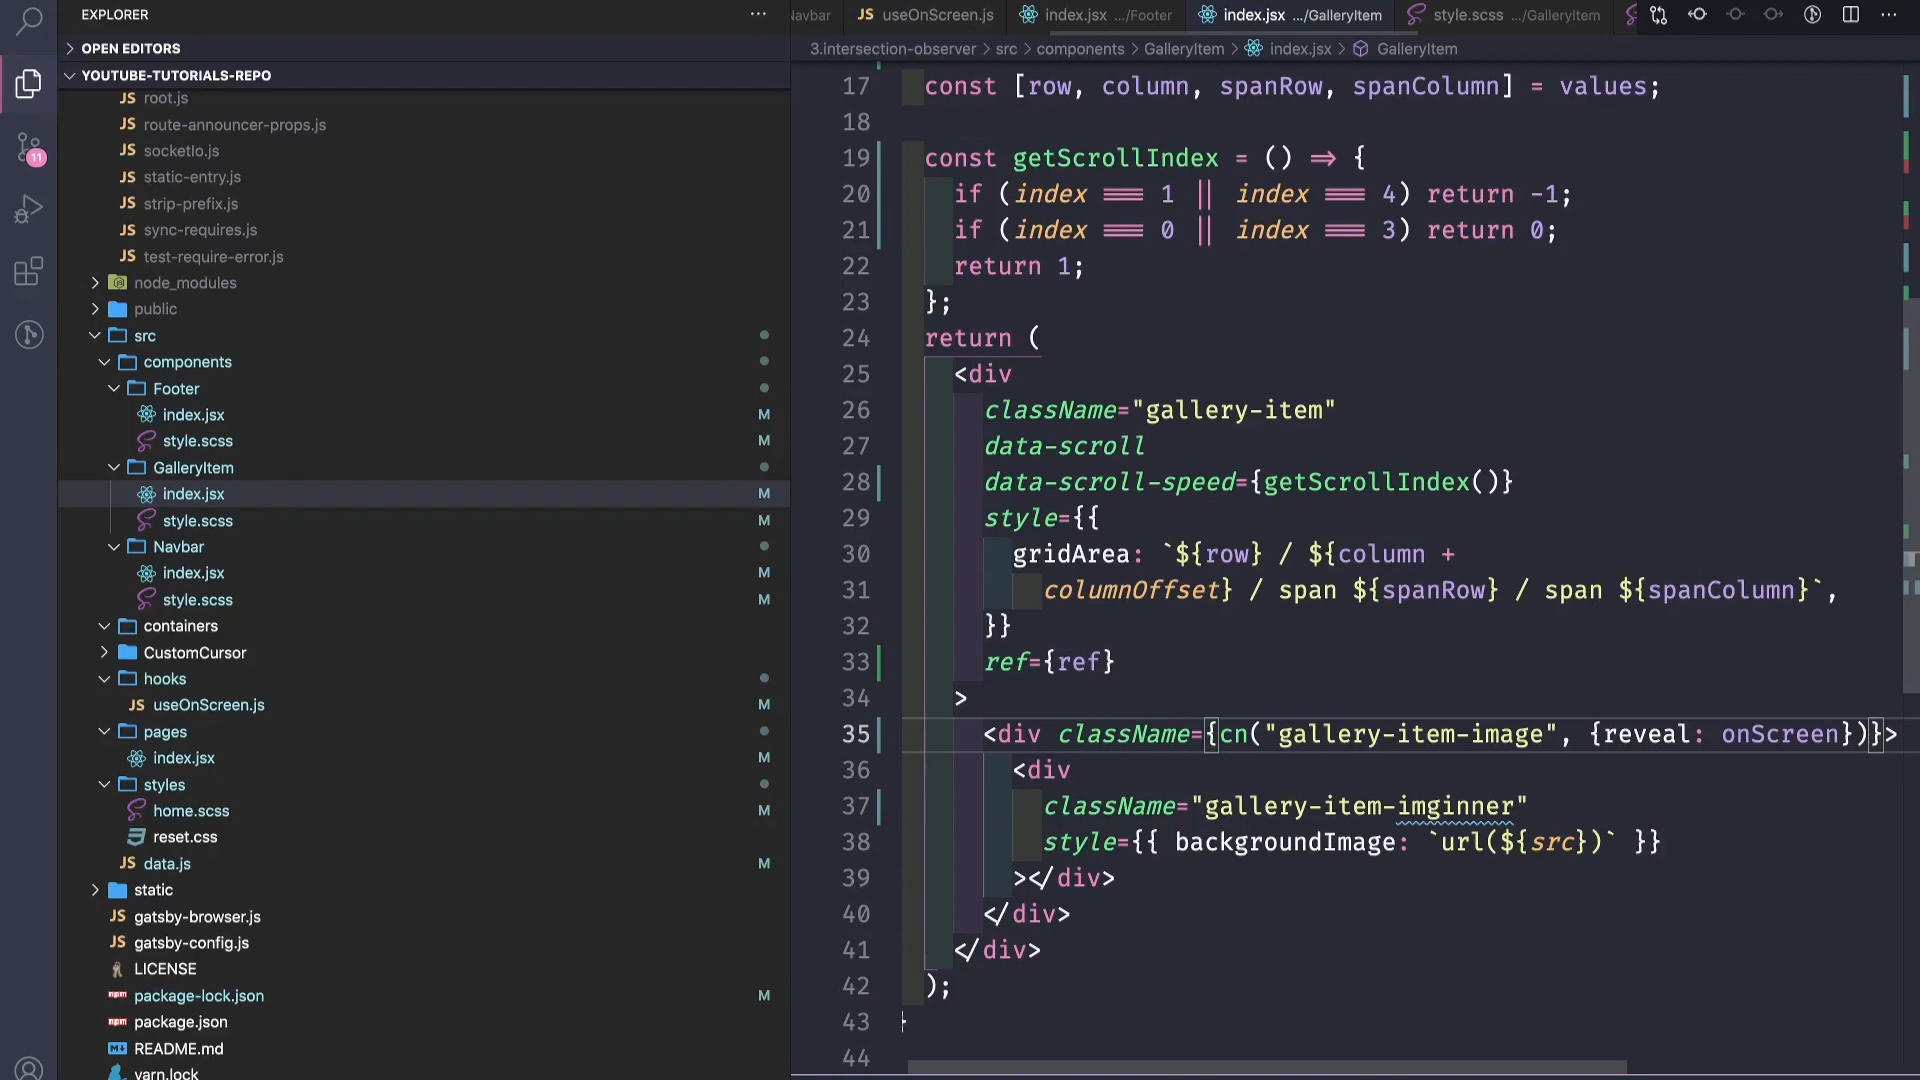 EXPLORER
OPEN EDITORS
YOUTUBE-TUTORIALS-REPO
root.js
route-announcer-props.js
socketIo.js
static-entry.js
strip-prefix.js
sync-requires.js
test-require-error.js
node_modules
public
src
components
Footer
index.jsx M
style.scss M
GalleryItem
index.jsx M
style.scss M
Navbar
index.jsx M
style.scss M
containers
CustomCursor
hooks
useOnScreen.js M
pages
index.jsx M
styles
home.scss M
reset.css
data.js M
static
gatsby-browser.js
gatsby-config.js
LICENSE
package-lock.json M
package.json
README.md
yarn.lock
11
Navbar useOnScreen.js index.jsx .../Footer index.jsx .../GalleryItem style.scss .../GalleryItem
3.intersection-observer > src > components > GalleryItem > index.jsx > GalleryItem
17 const [row, column, spanRow, spanColumn] = values;
18
19 const getScrollIndex = () => {
20 if (index === 1 || index === 4) return -1;
21 if (index === 0 || index === 3) return 0;
22 return 1;
23 };
24 return (
25 <div
26 className="gallery-item"
27 data-scroll
28 data-scroll-speed={getScrollIndex()}
29 style={{
30 gridArea: `${row} / ${column +
31 columnOffset} / span ${spanRow} / span ${spanColumn}`,
32 }}
33 ref={ref}
34 >
35 <div className={cn("gallery-item-image", {reveal: onScreen})}>
36 <div
37 className="gallery-item-imginner"
38 style={{ backgroundImage: `url(${src})` }}
39 ></div>
40 </div>
41 </div>
42 );
43 }
44